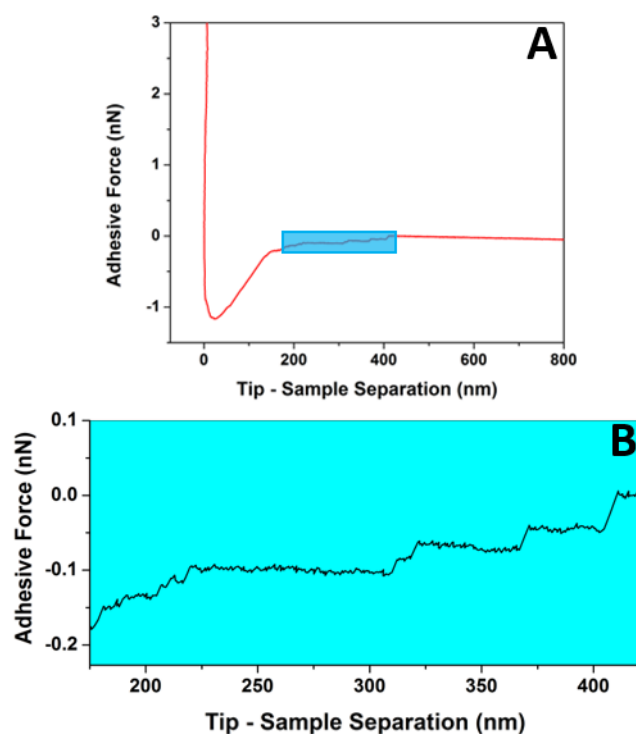 A
3
2
1
0
-1
Adhesive Force (nN)
0 200 400 600 800
Tip - Sample Separation (nm)
B
0.1
0.0
-0.1
-0.2
Adhesive Force (nN)
200 250 300 350 400
Tip - Sample Separation (nm)